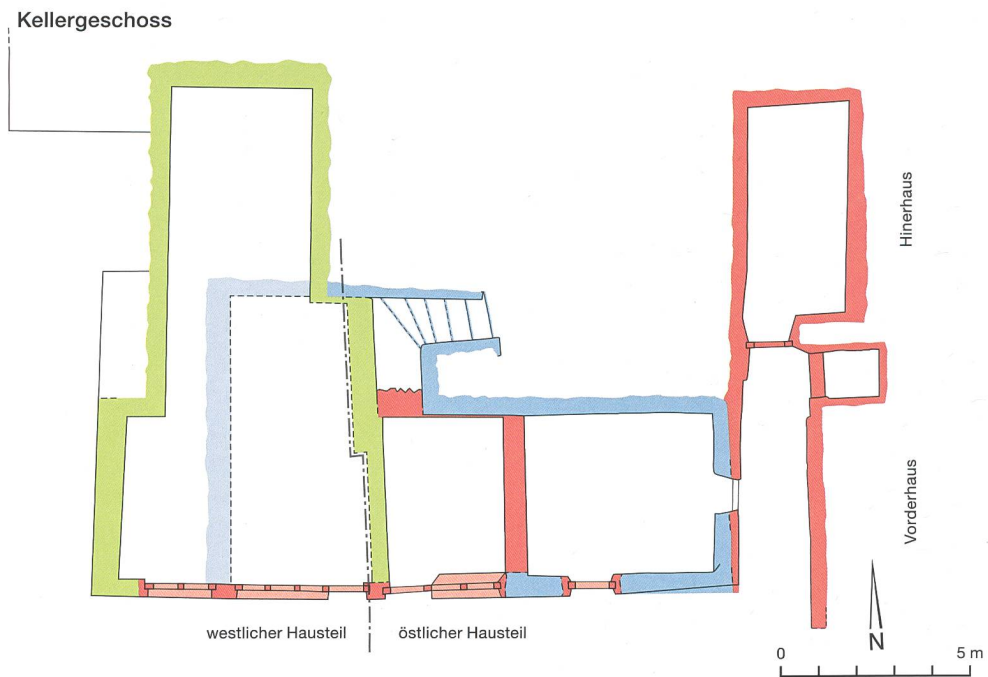 Kellergeschoss
Hinerhaus
Vorderhaus
westlicher Hausteil
östlicher Hausteil
N
0
5 m